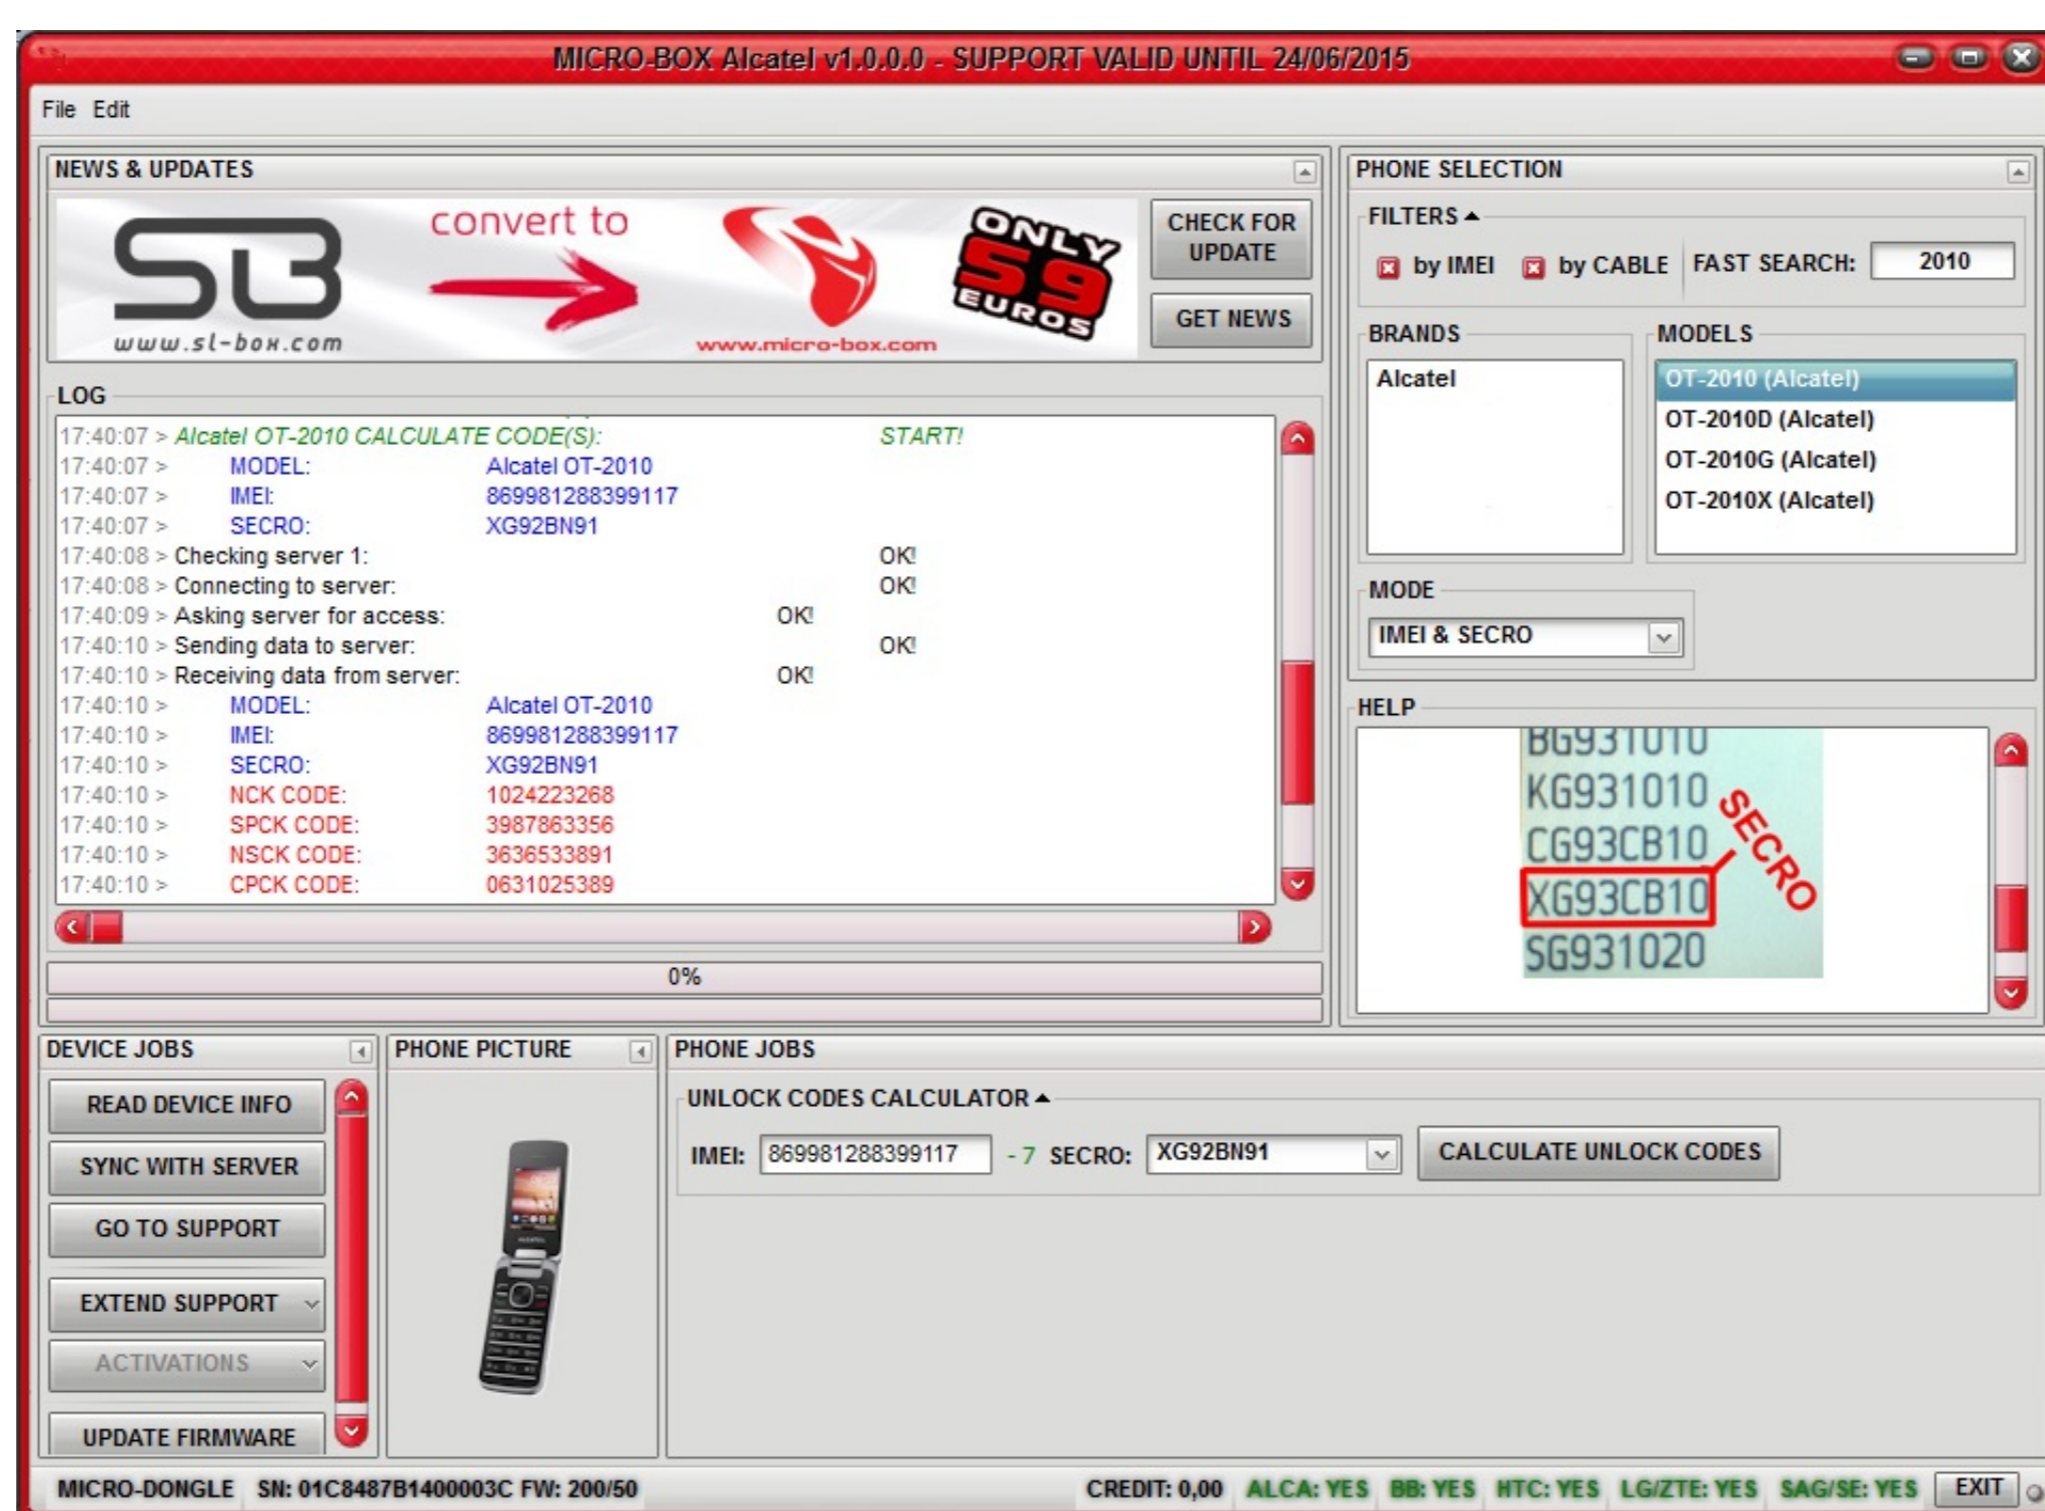 MICRO-BOX Alcatel v1.0.0.0 - SUPPORT VALID UNTIL 24/06/2015
File Edit
NEWS & UPDATES
SLB
www.sl-box.com
convert to
www.micro-box.com
ONLY
59
EUROS
CHECK FOR
UPDATE
GET NEWS
LOG
17:40:07 > Alcatel OT-2010 CALCULATE CODE(S): START!
17:40:07 > MODEL: Alcatel OT-2010
17:40:07 > IMEI: 869981288399117
17:40:07 > SECRO: XG92BN91
17:40:08 > Checking server 1: OK!
17:40:08 > Connecting to server: OK!
17:40:09 > Asking server for access: OK!
17:40:10 > Sending data to server: OK!
17:40:10 > Receiving data from server: OK!
17:40:10 > MODEL: Alcatel OT-2010
17:40:10 > IMEI: 869981288399117
17:40:10 > SECRO: XG92BN91
17:40:10 > NCK CODE: 1024223268
17:40:10 > SPCK CODE: 3987863356
17:40:10 > NSCK CODE: 3636533891
17:40:10 > CPCK CODE: 0631025389
0%
PHONE SELECTION
FILTERS
by IMEI by CABLE FAST SEARCH: 2010
BRANDS
Alcatel
MODELS
OT-2010 (Alcatel)
OT-2010D (Alcatel)
OT-2010G (Alcatel)
OT-2010X (Alcatel)
MODE
IMEI & SECRO
HELP
BG931010
KG931010
CG93CB10
XG93CB10
SG931020
SECRO
DEVICE JOBS
READ DEVICE INFO
SYNC WITH SERVER
GO TO SUPPORT
EXTEND SUPPORT
ACTIVATIONS
UPDATE FIRMWARE
PHONE PICTURE
PHONE JOBS
UNLOCK CODES CALCULATOR
IMEI: 869981288399117 - 7 SECRO: XG92BN91 CALCULATE UNLOCK CODES
MICRO-DONGLE SN: 01C8487B1400003C FW: 200/50 CREDIT: 0,00 ALCA: YES BB: YES HTC: YES LG/ZTE: YES SAG/SE: YES EXIT